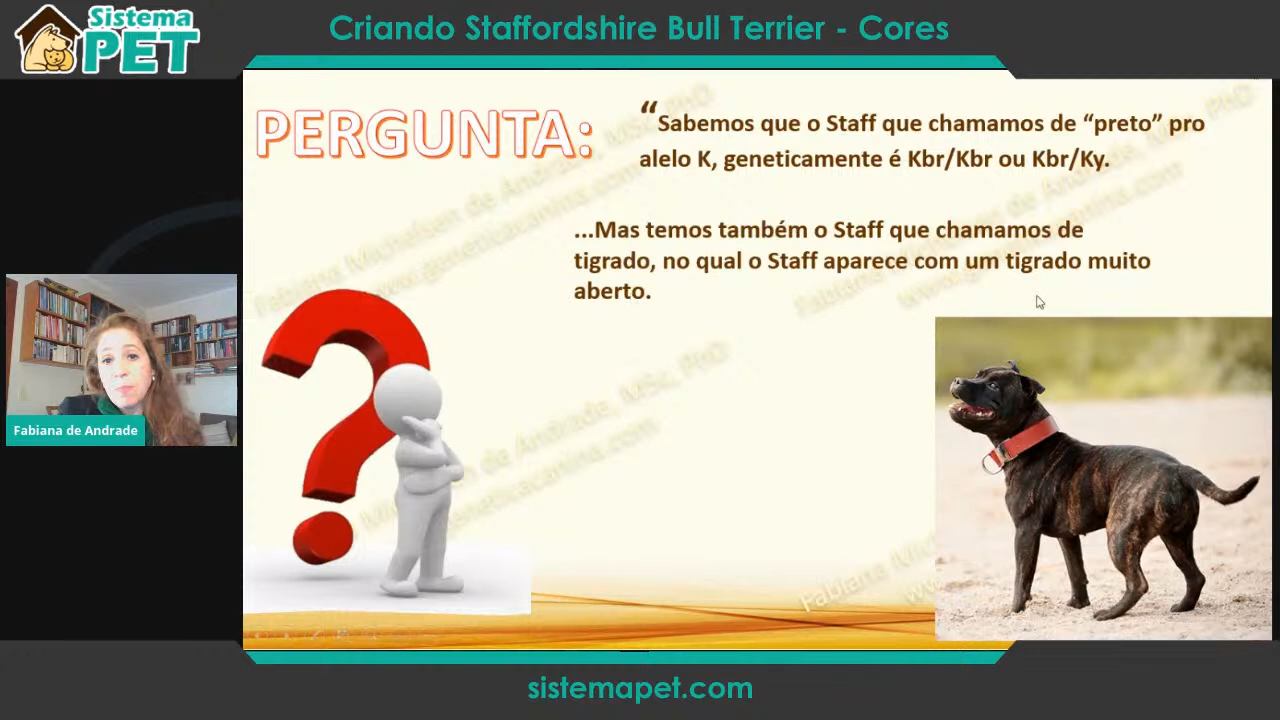 Sistema
PET
Criando Staffordshire Bull Terrier - Cores
PERGUNTA:
“Sabemos que o Staff que chamamos de “preto” pro
alelo K, geneticamente é Kbr/Kbr ou Kbr/Ky.
...Mas temos também o Staff que chamamos de
tigrado, no qual o Staff aparece com um tigrado muito
aberto.
Fabiana de Andrade
sistemapet.com